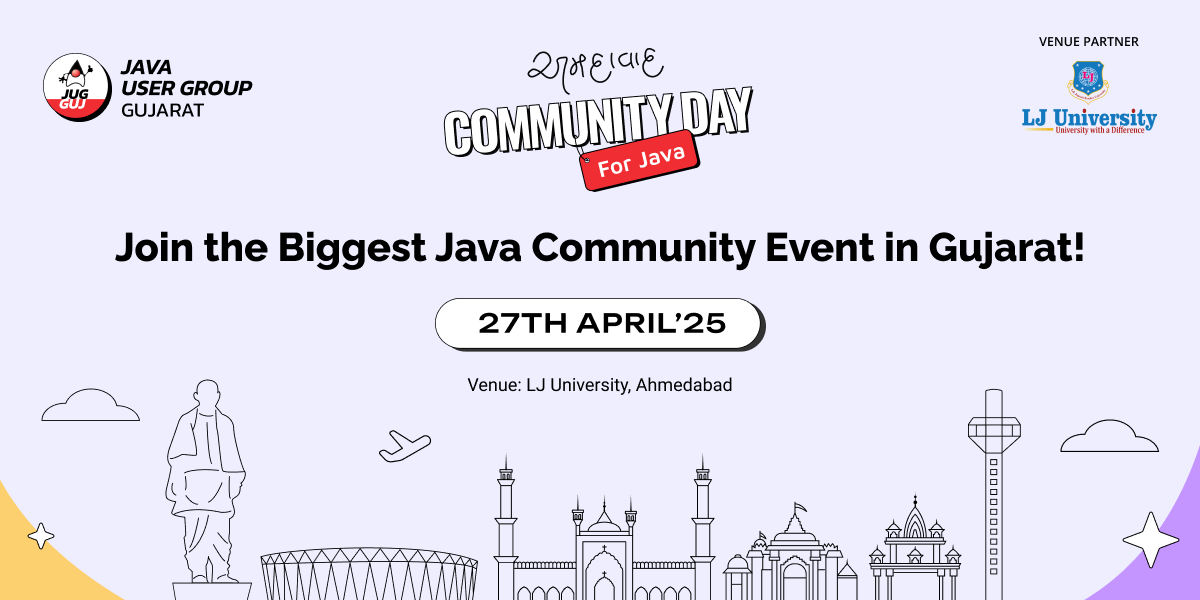 JUG
GUJ
JAVA
USER GROUP
GUJARAT
અમદાવાદ
COMMUNITY DAY
For Java
VENUE PARTNER
LJ
LJ University
University with a Difference
Join the Biggest Java Community Event in Gujarat!
27TH APRIL’25
Venue: LJ University, Ahmedabad